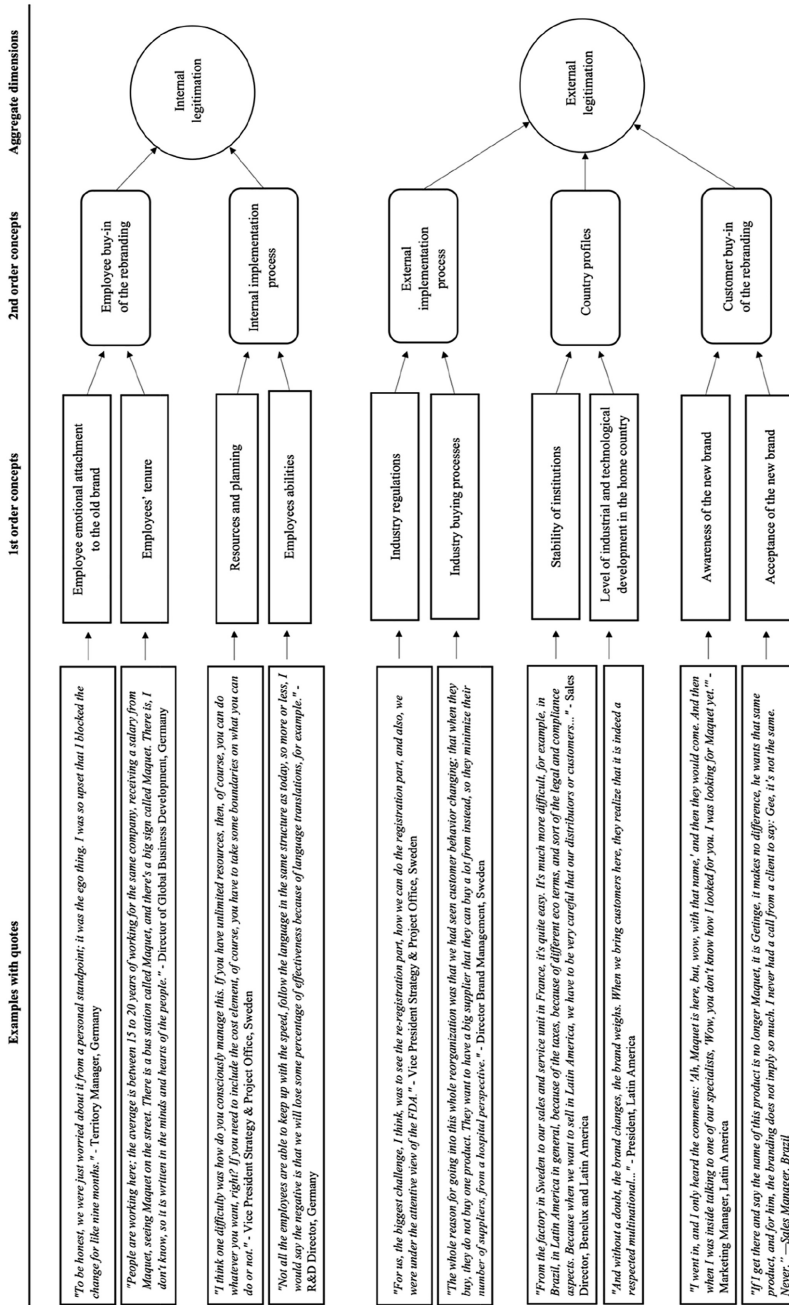 Examples with quotes
1st order concepts
2nd order concepts
Aggregate dimensions
"To be honest, we were just worried about it from a personal standpoint; it was the ego thing. I was so upset that I blocked the
change for like nine months." - Territory Manager, Germany
Employee emotional attachment
to the old brand
"People are working here; the average is between 15 to 20 years of working for the same company, receiving a salary from
Maquet, seeing Maquet on the street. There is a bus station called Maquet, and there's a big sign called Maquet. There is, I
don't know, so it is written in the minds and hearts of the people." - Director of Global Business Development, Germany
Employees' tenure
Employee buy-in
of the rebranding
"I think one difficulty was how do you consciously manage this. If you have unlimited resources, then, of course, you can do
whatever you want, right? If you need to include the cost element, of course, you have to take some boundaries on what you can
do or not." - Vice President Strategy & Project Office, Sweden
Resources and planning
"Not all the employees are able to keep up with the speed, follow the language in the same structure as today, so more or less, I
would say the negative is that we will lose some percentage of effectiveness because of language translations, for example." -
R&D Director, Germany
Employees abilities
Internal implementation
process
Internal
legitimation
"For us, the biggest challenge, I think, was to see the re-registration part, how we can do the registration part, and also, we
were under the attentive view of the FDA." - Vice President Strategy & Project Office, Sweden
Industry regulations
"The whole reason for going into this whole reorganization was that we had seen customer behavior changing: that when they
buy, they do not buy one product. They want to have a big supplier that they can buy a lot from instead, so they minimize their
number of suppliers, from a hospital perspective." - Director Brand Management, Sweden
Industry buying processes
External
implementation
process
"From the factory in Sweden to our sales and service unit in France, it's quite easy. It's much more difficult, for example, in
Brazil, in Latin America in general, because of the taxes, because of different eco terms, and sort of the legal and compliance
aspects. Because when we want to sell in Latin America, we have to be very careful that our distributors or customers..." - Sales
Director, Benelux and Latin America
Stability of institutions
"And without a doubt, the brand changes, the brand weighs. When we bring customers here, they realize that it is indeed a
respected multinational..." - President, Latin America
Level of industrial and technological
development in the home country
Country profiles
"I went in, and I only heard the comments: 'Ah, Maquet is here, but, wow, with that name,' and then they would come. And then
when I was inside talking to one of our specialists, 'Wow, you don't know how I looked for you. I was looking for Maquet yet.'" -
Marketing Manager, Latin America
Awareness of the new brand
"If I get there and say the name of this product is no longer Maquet, it is Getinge, it makes no difference, he wants that same
product, and for him, the branding does not imply so much. I never had a call from a client to say: Gee, it's not the same.
Never." —Sales Manager, Brazil
Acceptance of the new brand
Customer buy-in
of the rebranding
External
legitimation